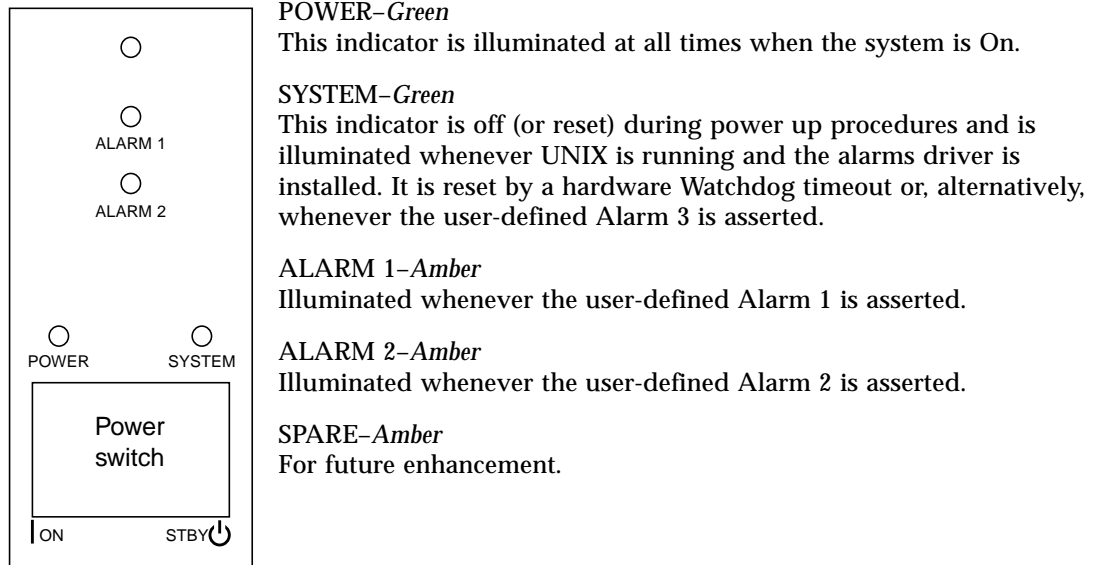 ALARM 1
ALARM 2
POWER
SYSTEM
Power
switch
ON
STBY
POWER–Green
This indicator is illuminated at all times when the system is On.
SYSTEM–Green
This indicator is off (or reset) during power up procedures and is
illuminated whenever UNIX is running and the alarms driver is
installed. It is reset by a hardware Watchdog timeout or, alternatively,
whenever the user-defined Alarm 3 is asserted.
ALARM 1–Amber
Illuminated whenever the user-defined Alarm 1 is asserted.
ALARM 2–Amber
Illuminated whenever the user-defined Alarm 2 is asserted.
SPARE–Amber
For future enhancement.